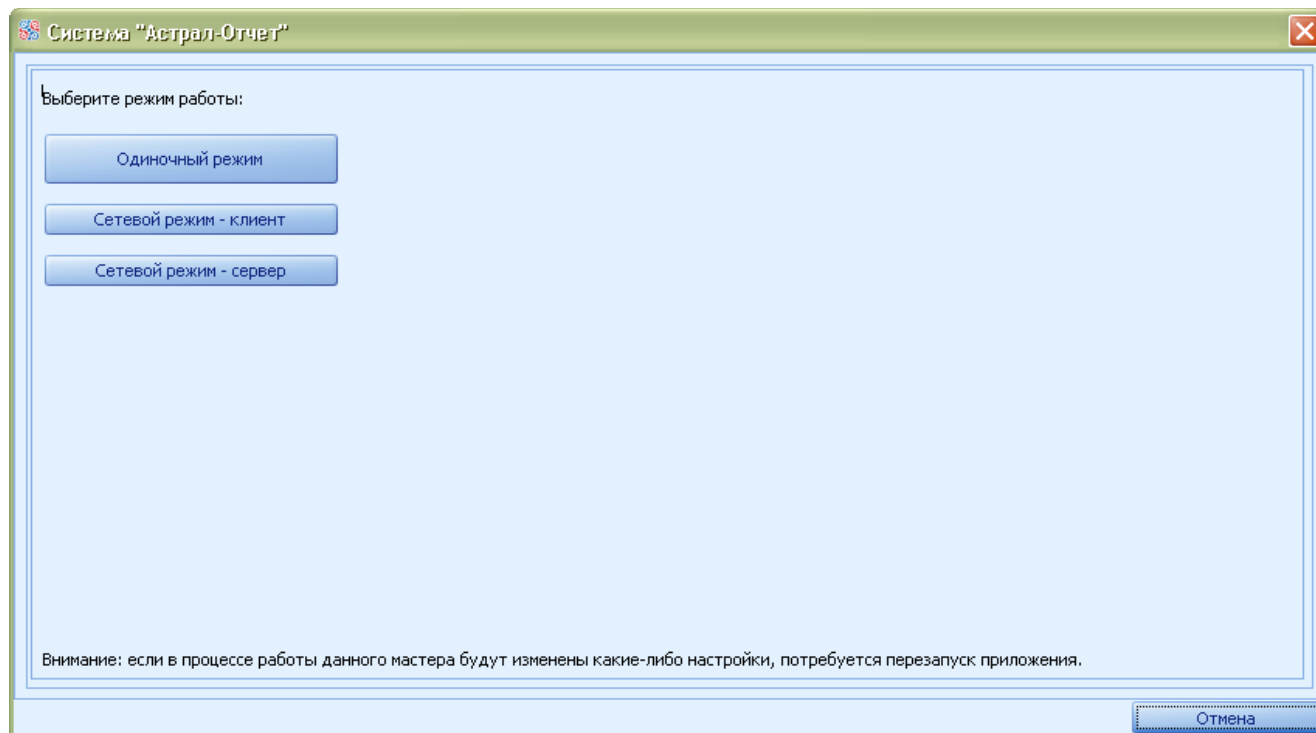 Система "Астрал-Отчет"
Выберите режим работы:
Одиночный режим
Сетевой режим - клиент
Сетевой режим - сервер
Внимание: если в процессе работы данного мастера будут изменены какие-либо настройки, потребуется перезапуск приложения.
Отмена